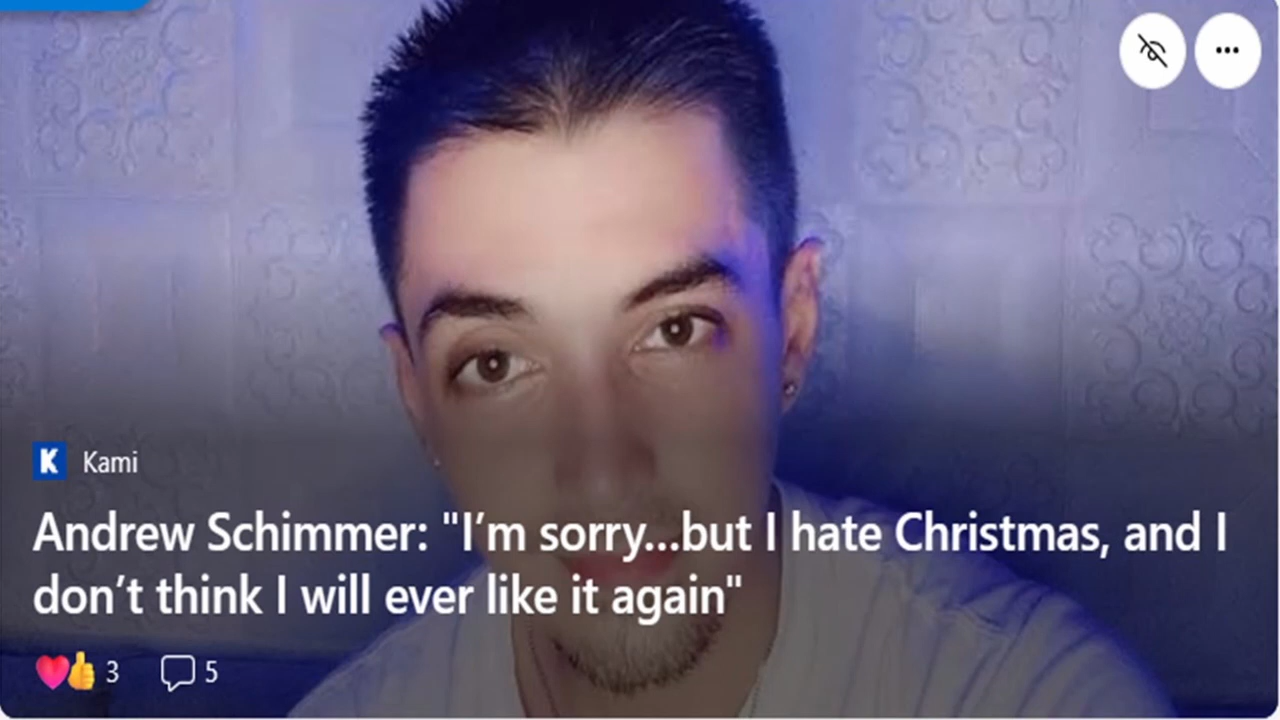 K Kami
Andrew Schimmer: "I’m sorry...but I hate Christmas, and I
don’t think I will ever like it again"
3 5